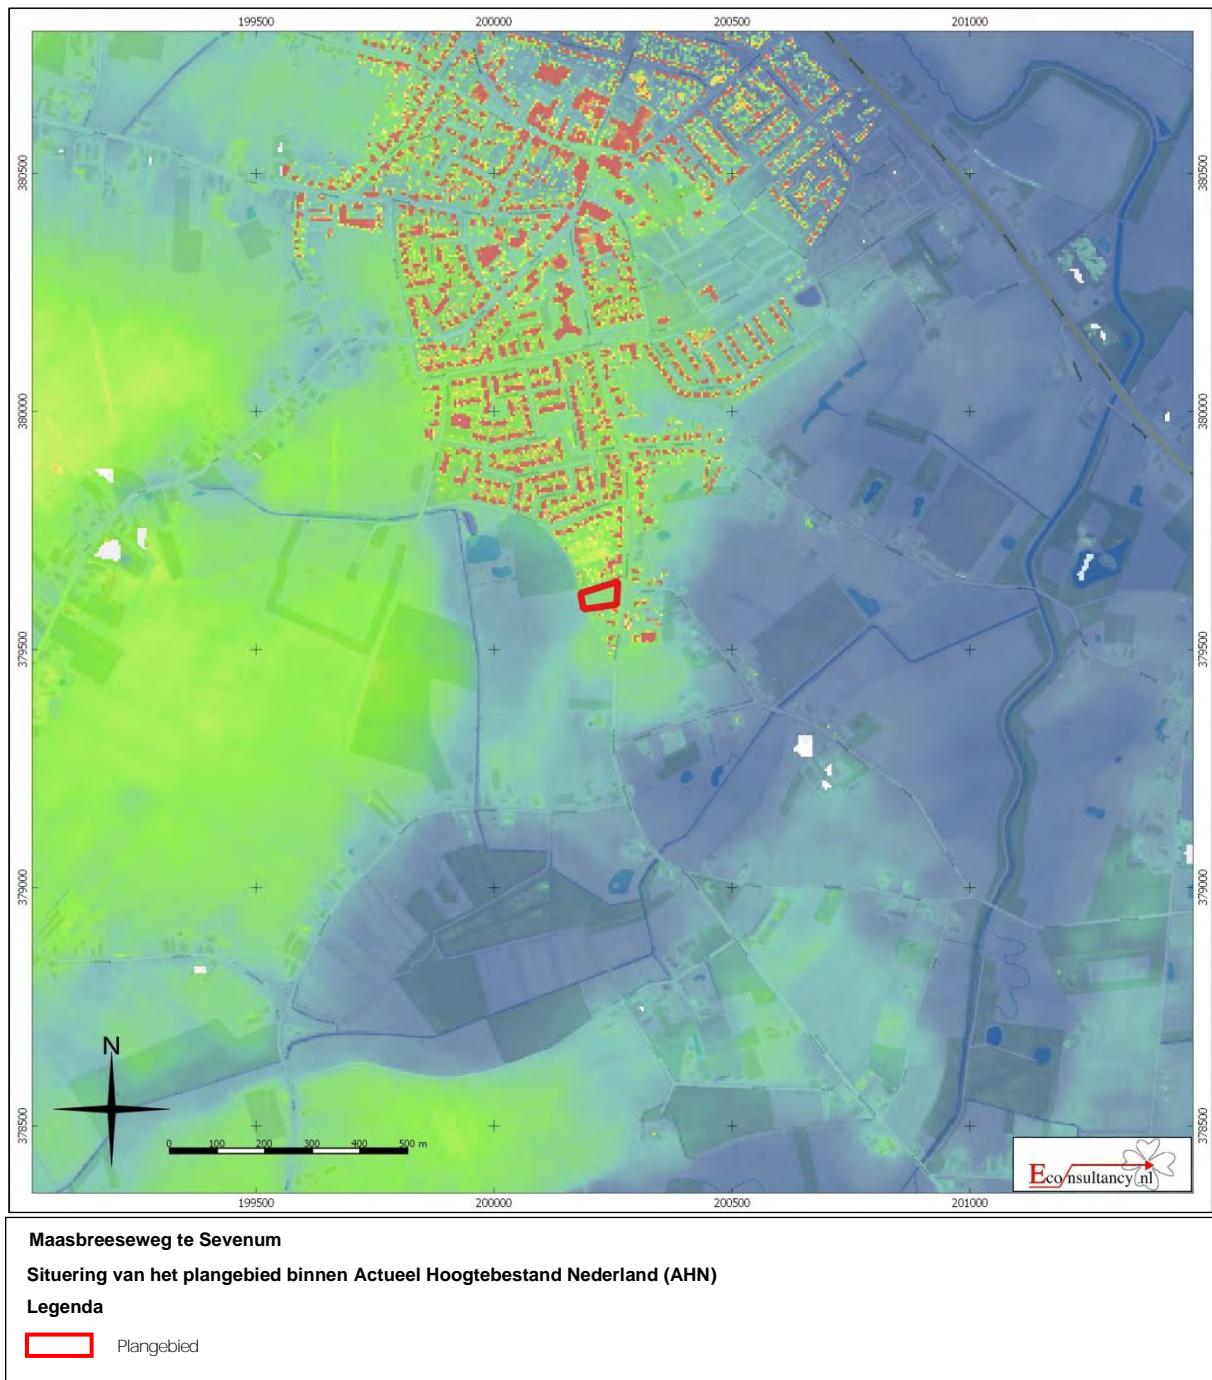 199500 200000 200500 201000
380500 380500
380000 380000
379500 379500
379000 379000
378500 378500
N
0 100 200 300 400 500 m
Econsultancy.nl
199500 200000 200500 201000
Maasbreeseweg te Sevenum
Situering van het plangebied binnen Actueel Hoogtebestand Nederland (AHN)
Legenda
Plangebied